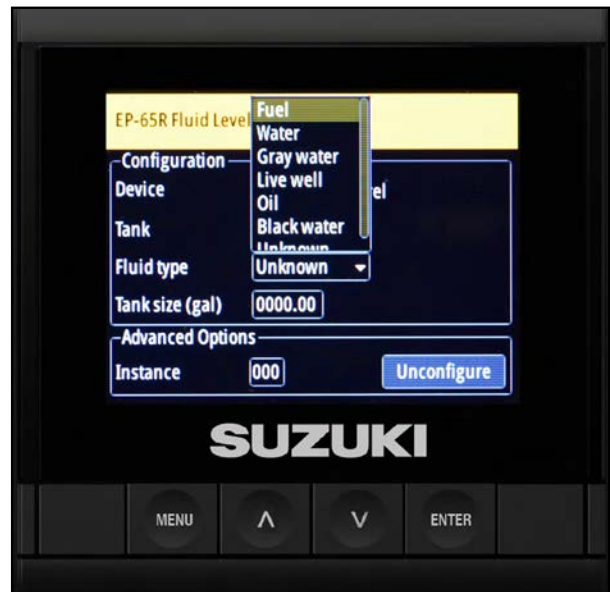 EP-65R Fluid Level
Fuel
Water
Gray water
Live well
Oil
Black water
Unknown
Configuration
Device
Tank
Fluid type Unknown
Tank size (gal) 0000.00
Advanced Options
Instance 000 Unconfigure
SUZUKI
MENU ∧ ∨ ENTER